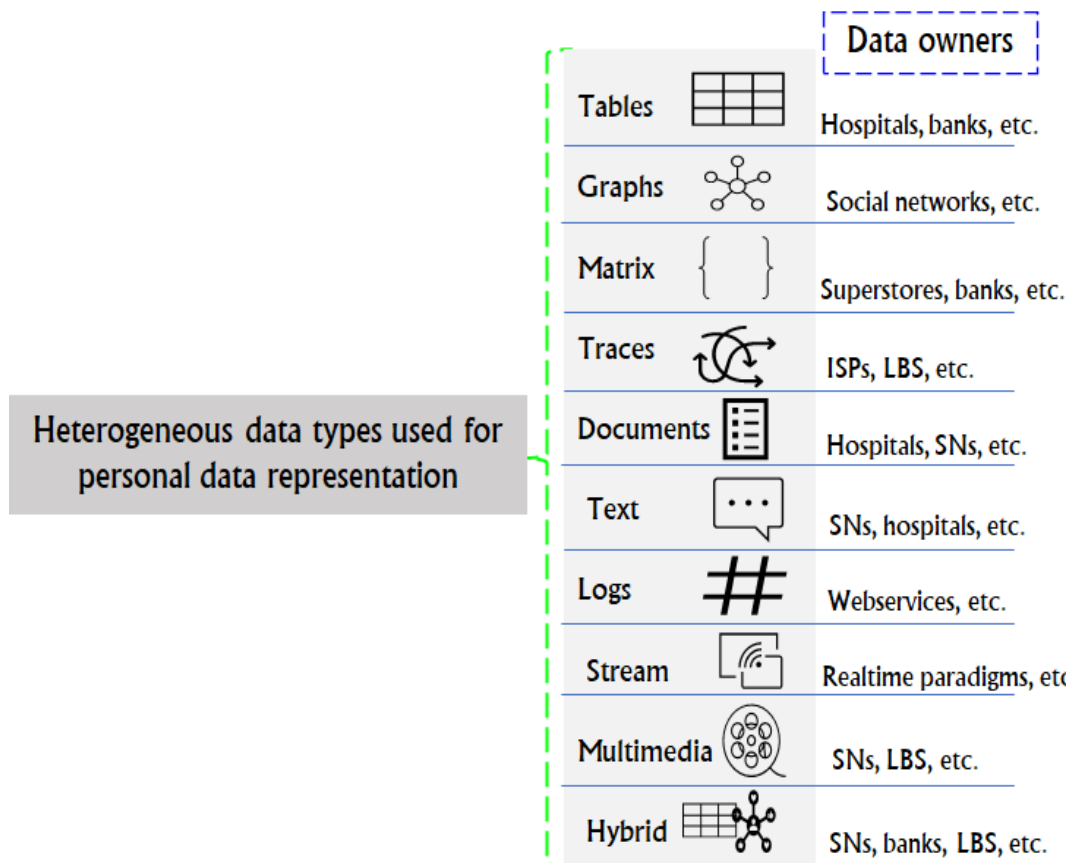 Data owners
Tables
Hospitals, banks, etc.
Graphs
Social networks, etc.
Matrix
Superstores, banks, etc.
Traces
ISPs, LBS, etc.
Heterogeneous data types used for
personal data representation
Documents
Hospitals, SNs, etc.
Text
SNs, hospitals, etc.
Logs
Webservices, etc.
Stream
Realtime paradigms, etc
Multimedia
SNs, LBS, etc.
Hybrid
SNs, banks, LBS, etc.